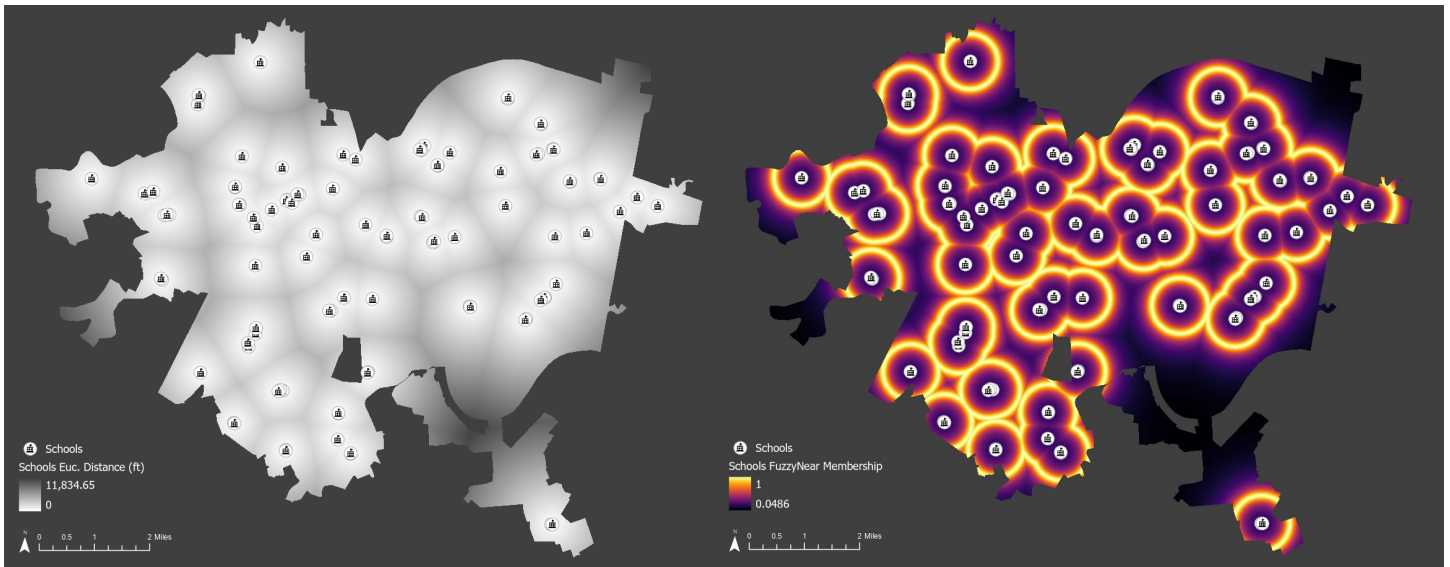 Schools
Schools Euc. Distance (ft)
11,834.65
0
N
0 0.5 1 2 Miles
Schools
Schools FuzzyNear Membership
1
0.0486
N
0 0.5 1 2 Miles